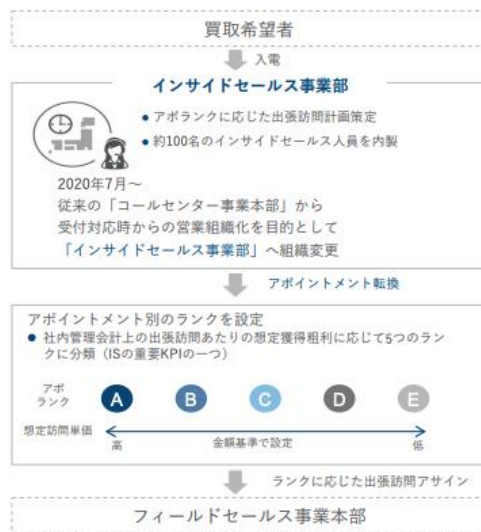 買取希望者
入電
インサイドセールス事業部
● アポランクに応じた出張訪問計画策定
● 約100名のインサイドセールス人員を内製
2020年7月～
従来の「コールセンター事業本部」から
受付対応時からの営業組織化を目的として
「インサイドセールス事業部」へ組織変更
アポイントメント転換
アポイントメント別のランクを設定
● 社内管理会計上の出張訪問あたりの想定獲得粗利に応じて5つのラン
クに分類（ISの重要KPIの一つ）
アポ
ランク
A B C D E
想定訪問単価
高 金額基準で設定 低
ランクに応じた出張訪問アサイン
フィールドセールス事業本部